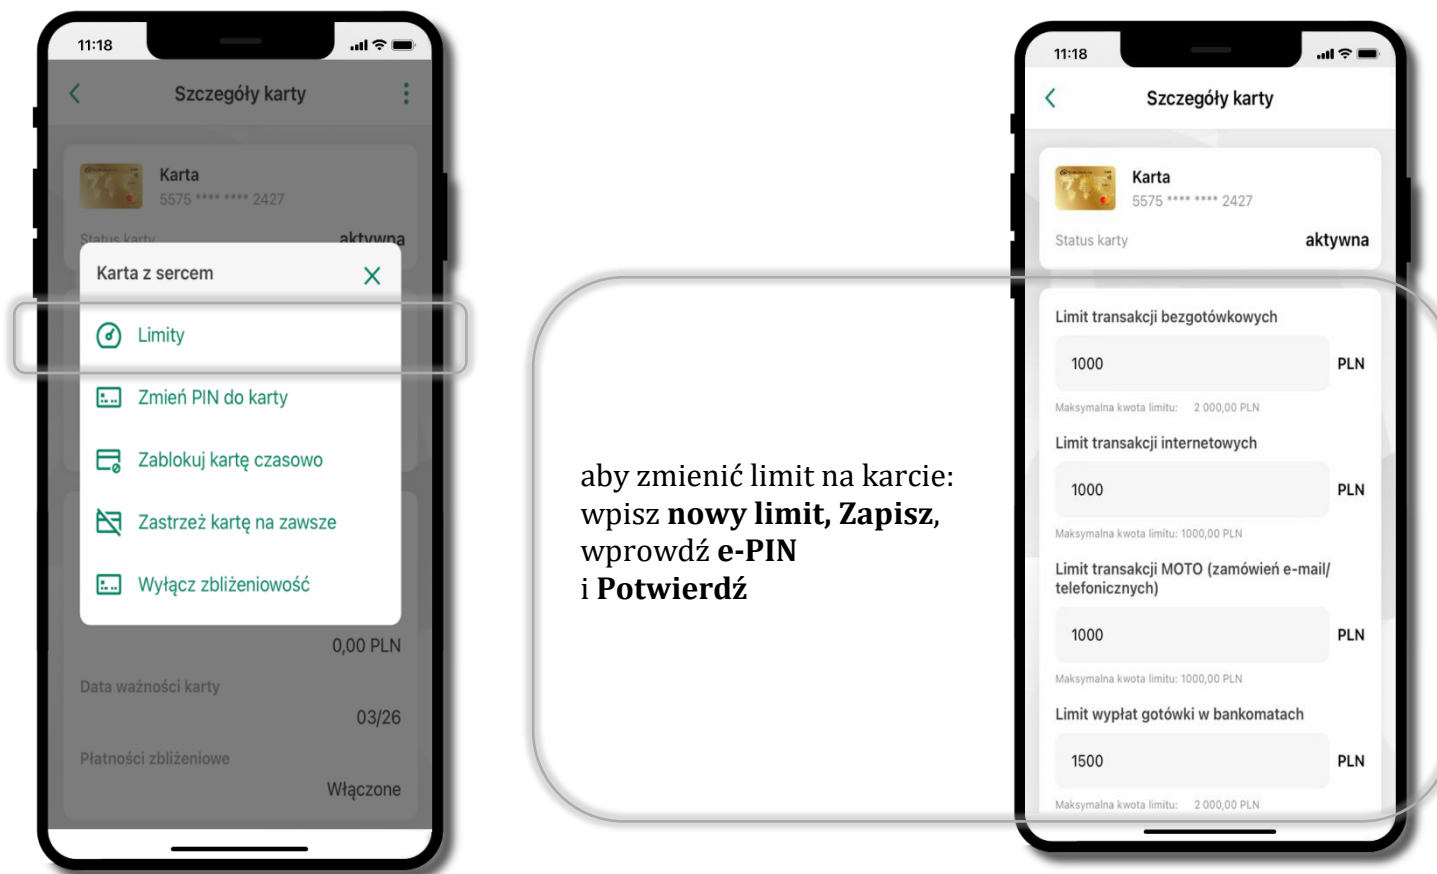 11:18
Szczegóły karty
Karta
5575 **** **** 2427
Status karty
aktywna
Karta z sercem
Limity
Zmień PIN do karty
Zablokuj kartę czasowo
Zastrzeż kartę na zawsze
Wyłącz zbliżeniowość
0,00 PLN
Data ważności karty
03/26
Płatności zbliżeniowe
Włączone
aby zmienić limit na karcie:
wpisz nowy limit, Zapisz,
wprowdź e-PIN
i Potwierdź
11:18
Szczegóły karty
Karta
5575 **** **** 2427
Status karty
aktywna
Limit transakcji bezgotówkowych
1000 PLN
Maksymalna kwota limitu: 2 000,00 PLN
Limit transakcji internetowych
1000 PLN
Maksymalna kwota limitu: 1000,00 PLN
Limit transakcji MOTO (zamówień e-mail/
telefonicznych)
1000 PLN
Maksymalna kwota limitu: 1000,00 PLN
Limit wypłat gotówki w bankomatach
1500 PLN
Maksymalna kwota limitu: 2 000,00 PLN